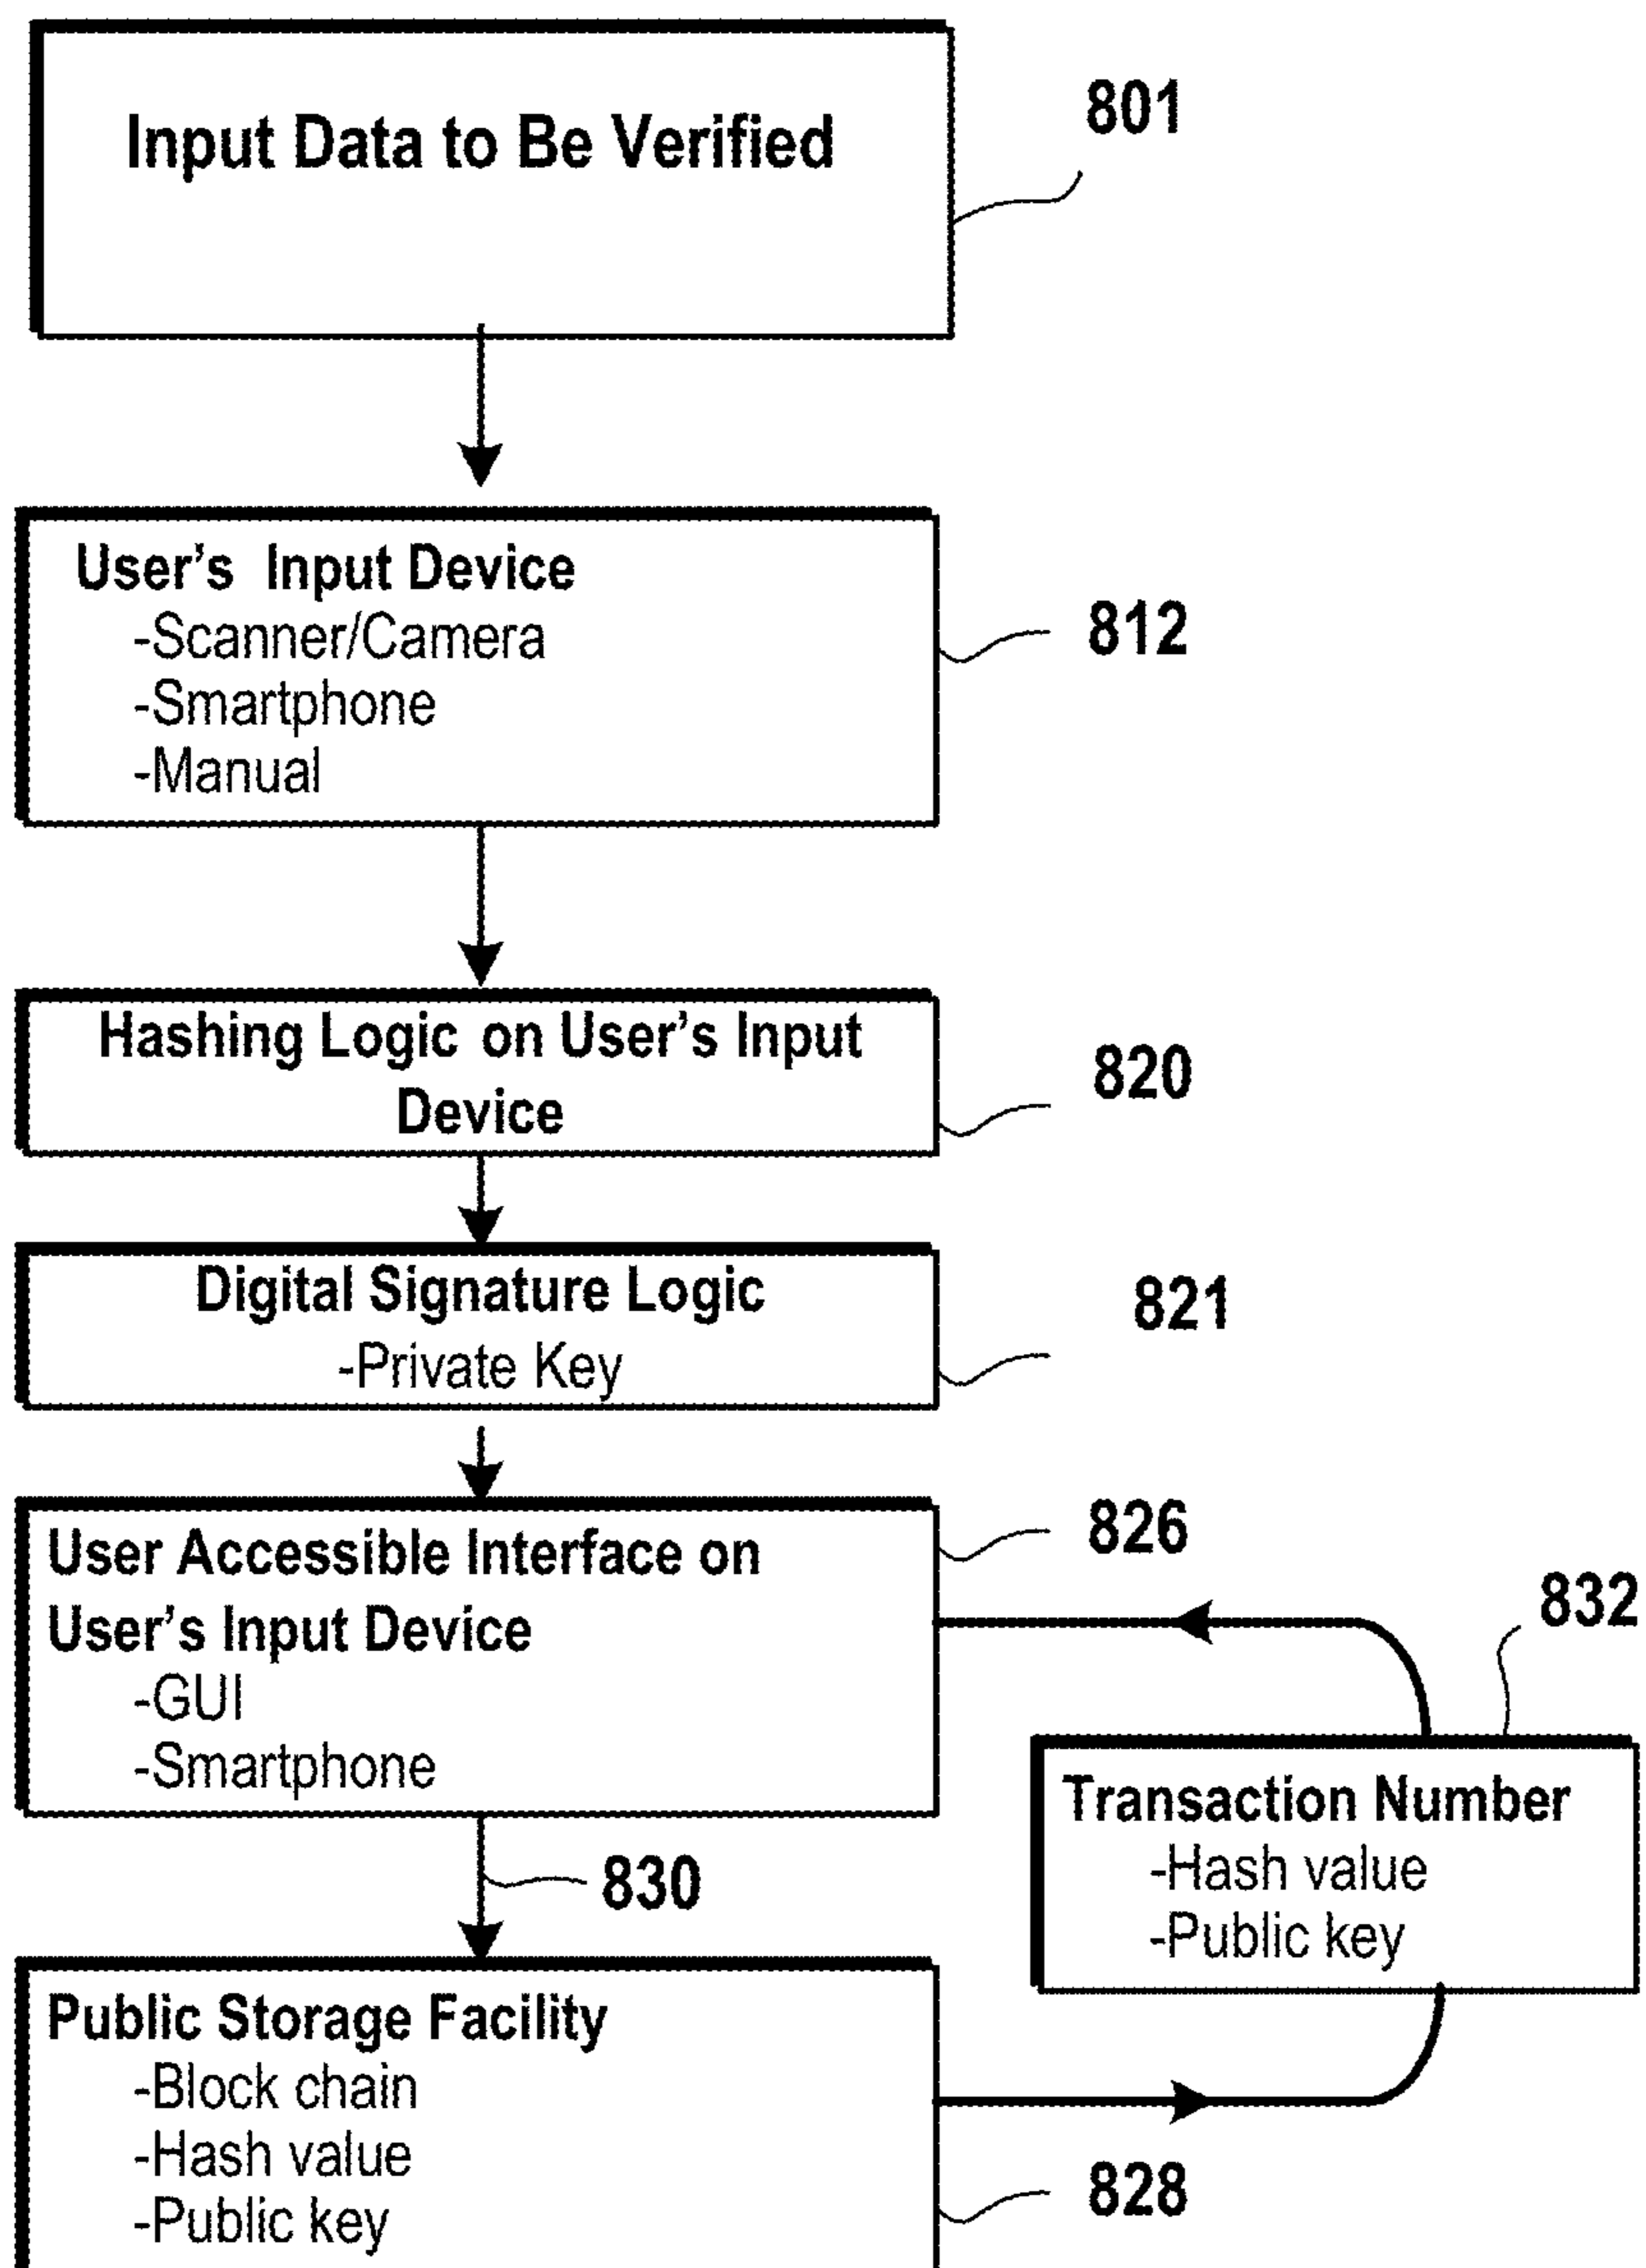 Input Data to Be Verified
801
User's Input Device
-Scanner/Camera
-Smartphone
-Manual
812
Hashing Logic on User's Input
Device
820
Digital Signature Logic
-Private Key
821
User Accessible Interface on
User's Input Device
-GUI
-Smartphone
826
832
Transaction Number
-Hash value
-Public key
830
Public Storage Facility
-Block chain
-Hash value
-Public key
828